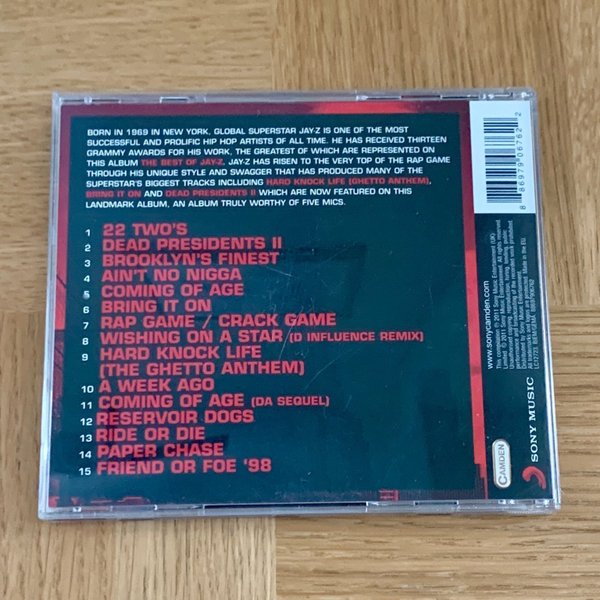 BORN IN 1969 IN NEW YORK, GLOBAL SUPERSTAR JAY-Z IS ONE OF THE MOST
SUCCESSFUL AND PROLIFIC HIP HOP ARTISTS OF ALL TIME. HE HAS RECEIVED THIRTEEN
GRAMMY AWARDS FOR HIS WORK, THE GREATEST OF WHICH ARE REPRESENTED ON
THIS ALBUM THE BEST OF JAY-Z. JAY-Z HAS RISEN TO THE VERY TOP OF THE RAP GAME
THROUGH HIS UNIQUE STYLE AND SWAGGER THAT HAS PRODUCED MANY OF THE
SUPERSTAR'S BIGGEST TRACKS INCLUDING HARD KNOCK LIFE (GHETTO ANTHEM),
BRING IT ON AND DEAD PRESIDENTS II WHICH ARE NOW FEATURED ON THIS
LANDMARK ALBUM, AN ALBUM TRULY WORTHY OF FIVE MICS.
1 22 TWO'S
2 DEAD PRESIDENTS II
3 BROOKLYN'S FINEST
4 AIN'T NO NIGGA
5 COMING OF AGE
6 BRING IT ON
7 RAP GAME / CRACK GAME
8 WISHING ON A STAR (D INFLUENCE REMIX)
9 HARD KNOCK LIFE
(THE GHETTO ANTHEM)
10 A WEEK AGO
11 COMING OF AGE (DA SEQUEL)
12 RESERVOIR DOGS
13 RIDE OR DIE
14 PAPER CHASE
15 FRIEND OR FOE '98
8 86979 06762 2
www.sonycamden.com
CAMDEN
SONY MUSIC